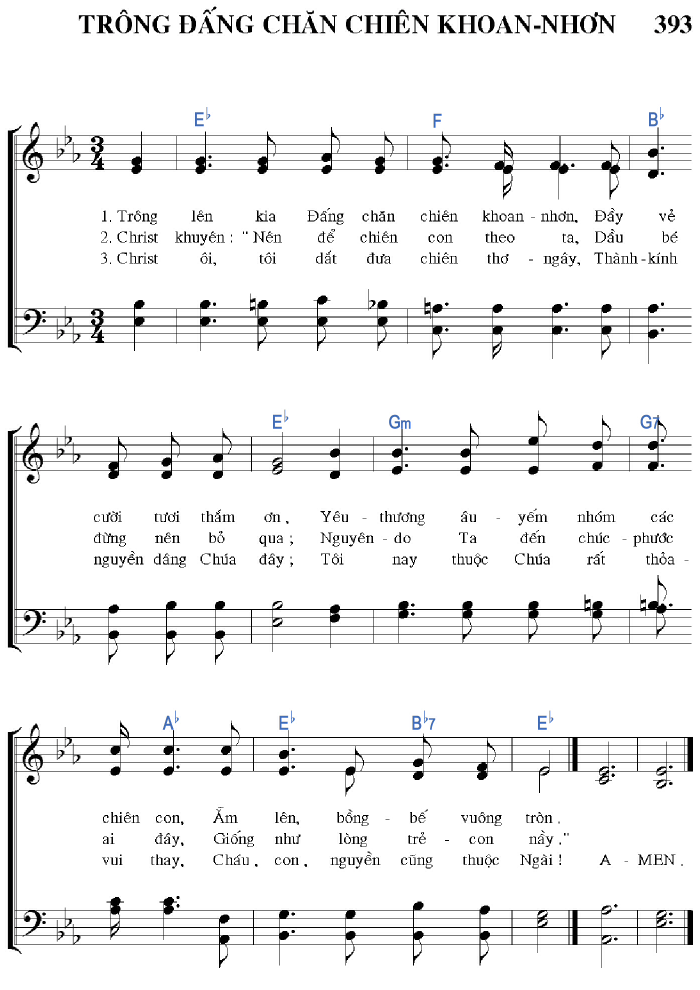 TRÔNG ĐẤNG CHĂN CHIÊN KHOAN-NHƠN 393
E♭ F B♭
3
4
1. Trông lên kia Đấng chăn chiên khoan-nhơn, Đầy vẻ
2. Christ khuyên: "Nên để chiên con theo ta, Dầu bé
3. Christ ôi, tôi dất đưa chiên thơ-ngây, Thành-kính
3
4
E♭ Gm G7
cười tươi thắm ơn, Yêu-thương âu-yếm nhóm các
đừng nên bỏ qua; Nguyên-do Ta đến chúc-phước
nguyền dâng Chúa đây; Tôi nay thuộc Chúa rất thỏa-
A♭ E♭ B♭7 E♭
chiên con, Ẵm lên, bồng-bế vuông tròn.
ai đây, Giống như lòng trẻ-con nầy."
vui thay, Cháu, con, nguyền cũng thuộc Ngài! A-MEN.